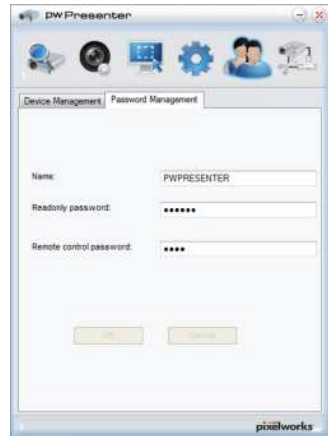 pwPresenter
Device Management Password Management
Name: PWPRESENTER
Readonly password: ••••••
Remote control password: ••••
pixelworks